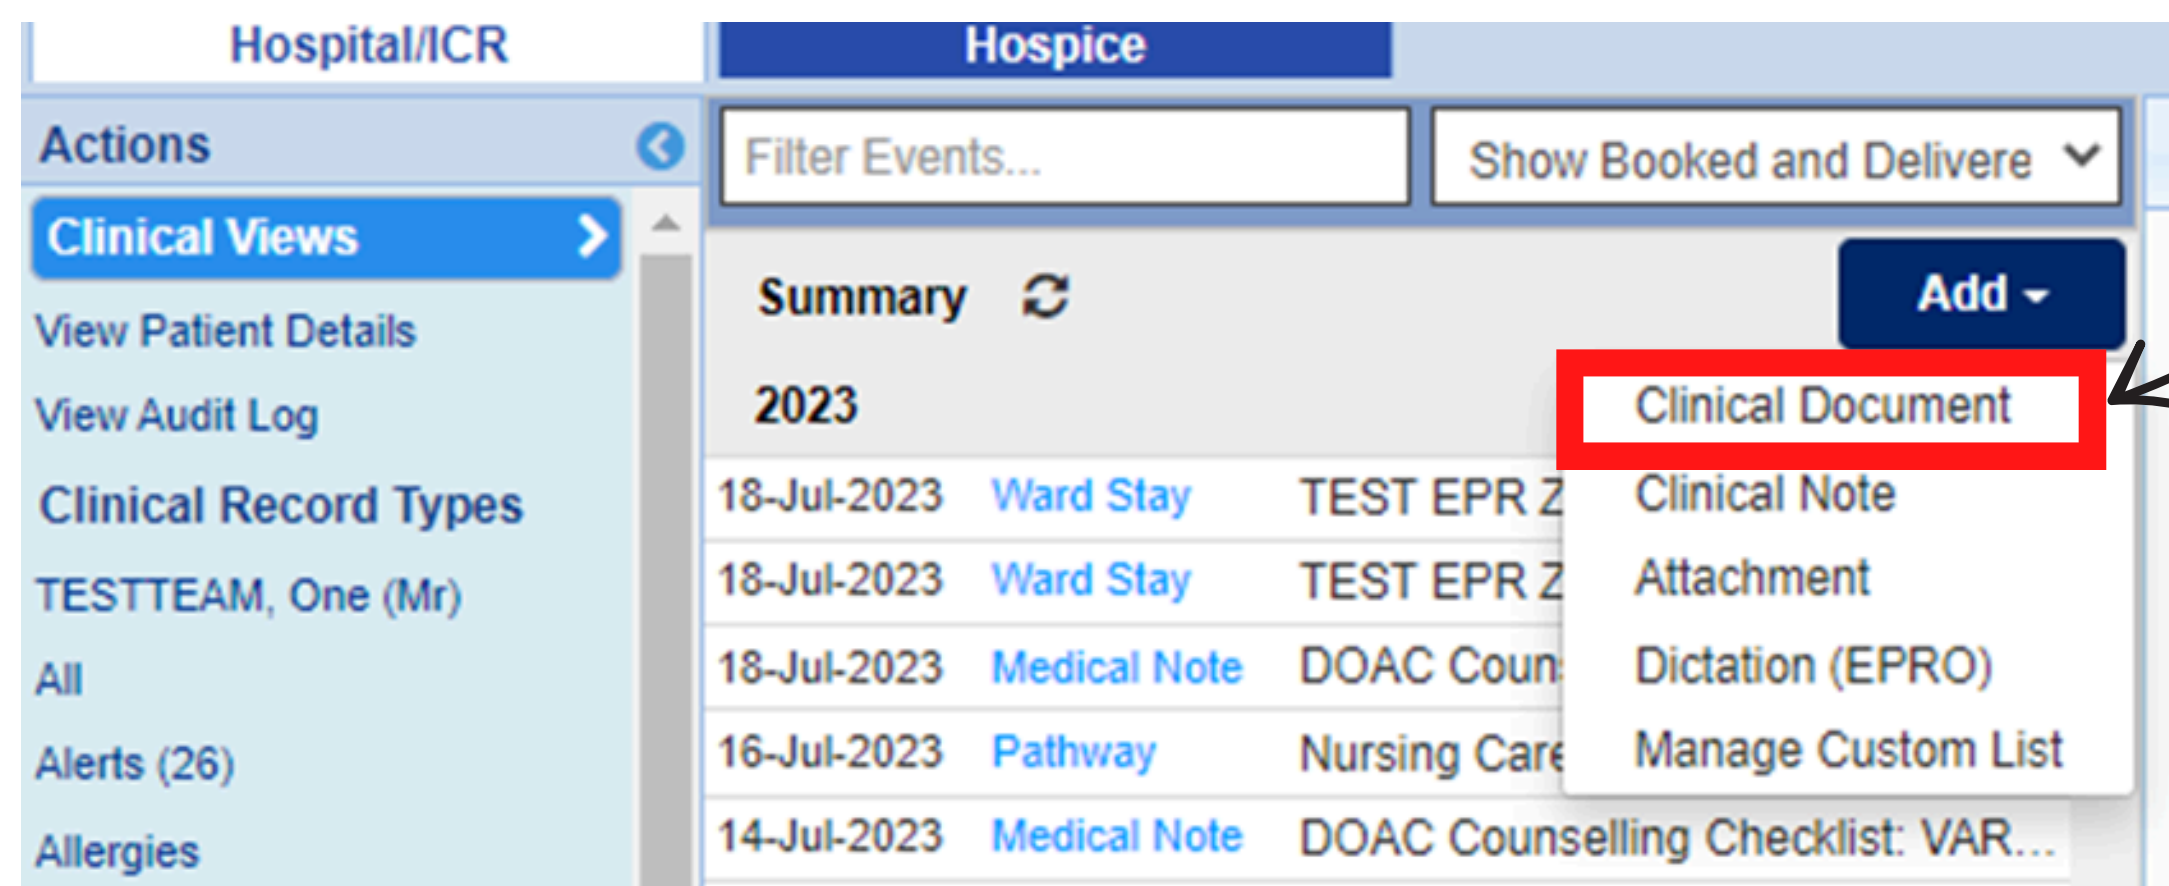 Hospital/ICR Hospice
Actions
Filter Events...
Show Booked and Delivere
Clinical Views
View Patient Details
View Audit Log
Clinical Record Types
TESTTEAM, One (Mr)
All
Alerts (26)
Allergies
Summary
Add
2023
Clinical Document
Clinical Note
Attachment
Dictation (EPRO)
Manage Custom List
18-Jul-2023 Ward Stay TEST EPR Z
18-Jul-2023 Ward Stay TEST EPR Z
18-Jul-2023 Medical Note DOAC Coun
16-Jul-2023 Pathway Nursing Care
14-Jul-2023 Medical Note DOAC Counselling Checklist: VAR...